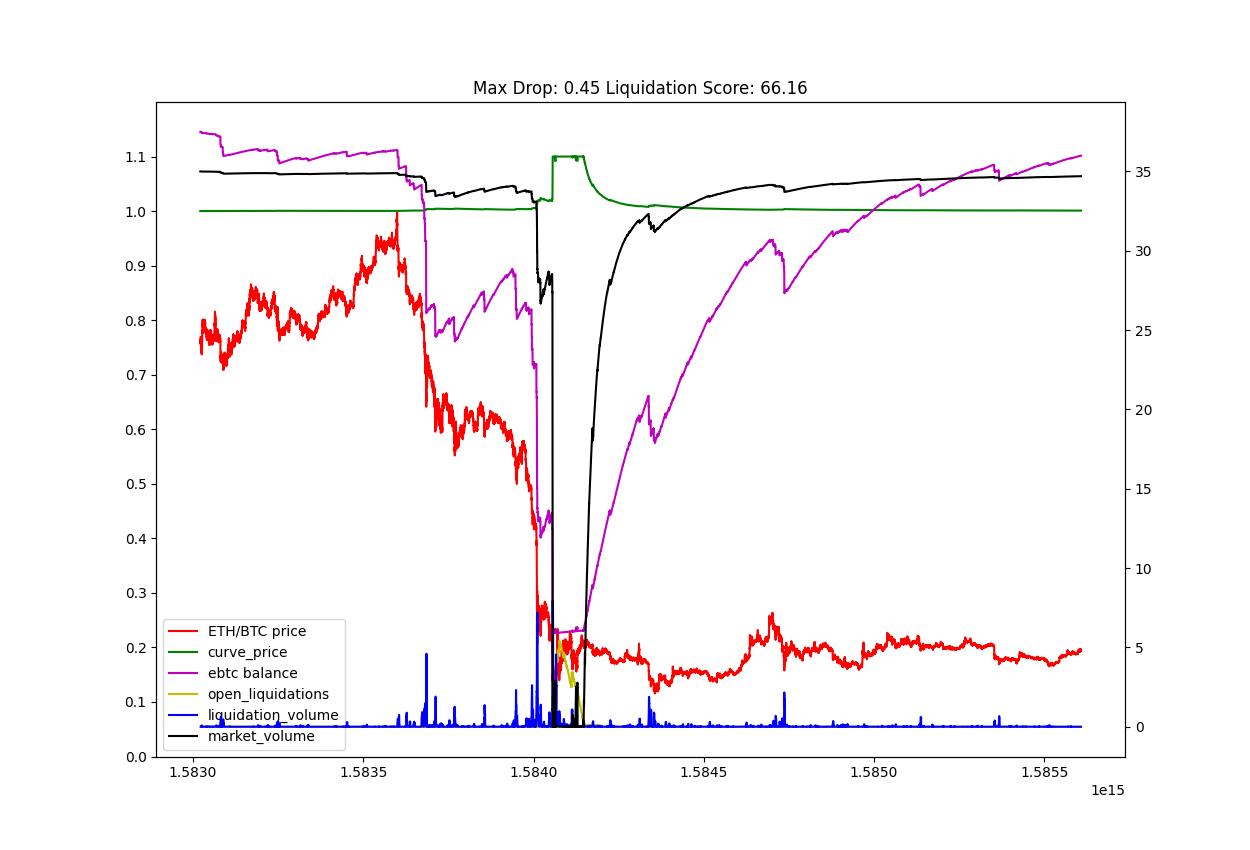 Max Drop: 0.45 Liquidation Score: 66.16
1.1
1.0
0.9
0.8
0.7
0.6
0.5
0.4
0.3
0.2
0.1
0.0
35
30
25
20
15
10
5
0
ETH/BTC price
curve_price
ebtc balance
open_liquidations
liquidation_volume
market_volume
1.5830 1.5835 1.5840 1.5845 1.5850 1.5855
1e15